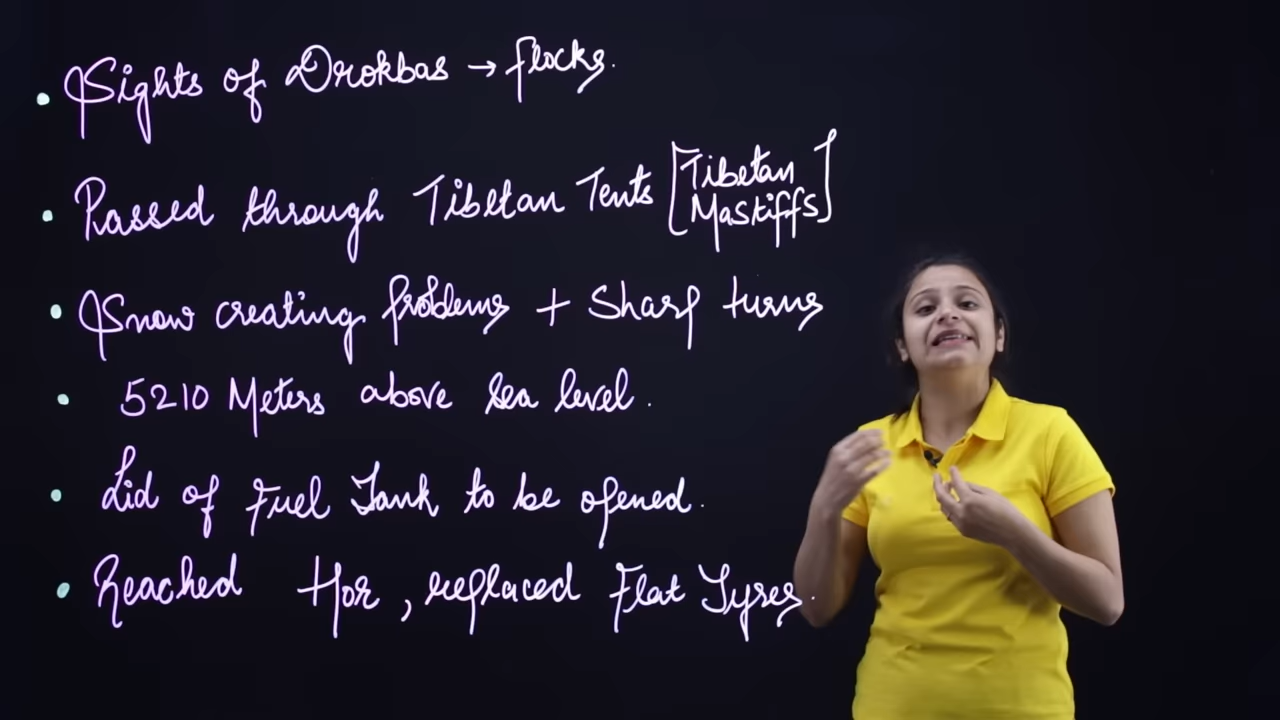 • Sights of Drokbas → flocks.
• Passed through Tibetan Tents [Tibetan Mastiffs]
• Snow creating problems + Sharp turns
• 5210 Meters above sea level.
• Lid of Fuel Tank to be opened.
• Reached Hor, replaced Flat Tyres.